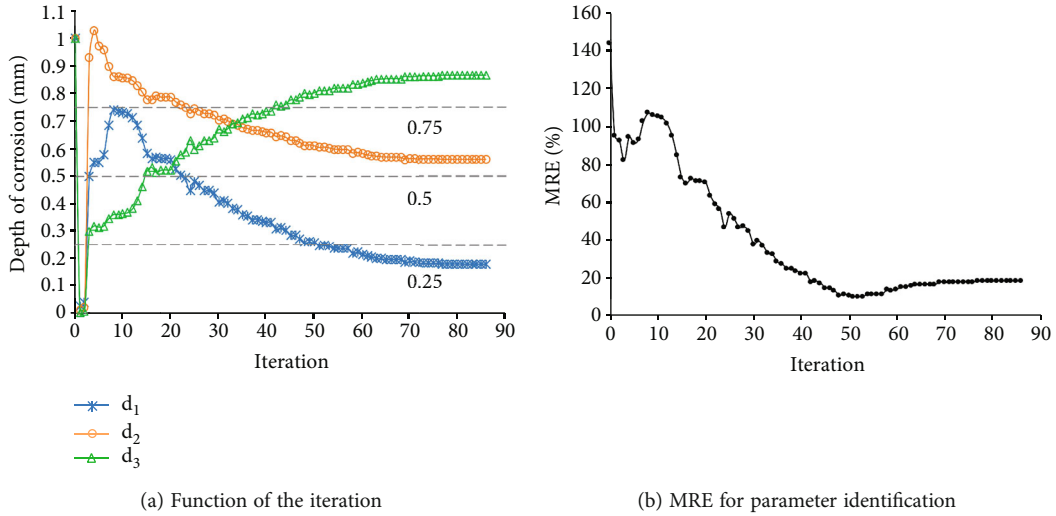 1.1
1
0.9
0.8
0.7
0.6
0.5
0.4
0.3
0.2
0.1
0
Depth of corrosion (mm)
0.75
0.5
0.25
0 10 20 30 40 50 60 70 80 90
Iteration
d1
d2
d3
(a) Function of the iteration
160
140
120
100
80
60
40
20
0
MRE (%)
0 10 20 30 40 50 60 70 80 90
Iteration
(b) MRE for parameter identification